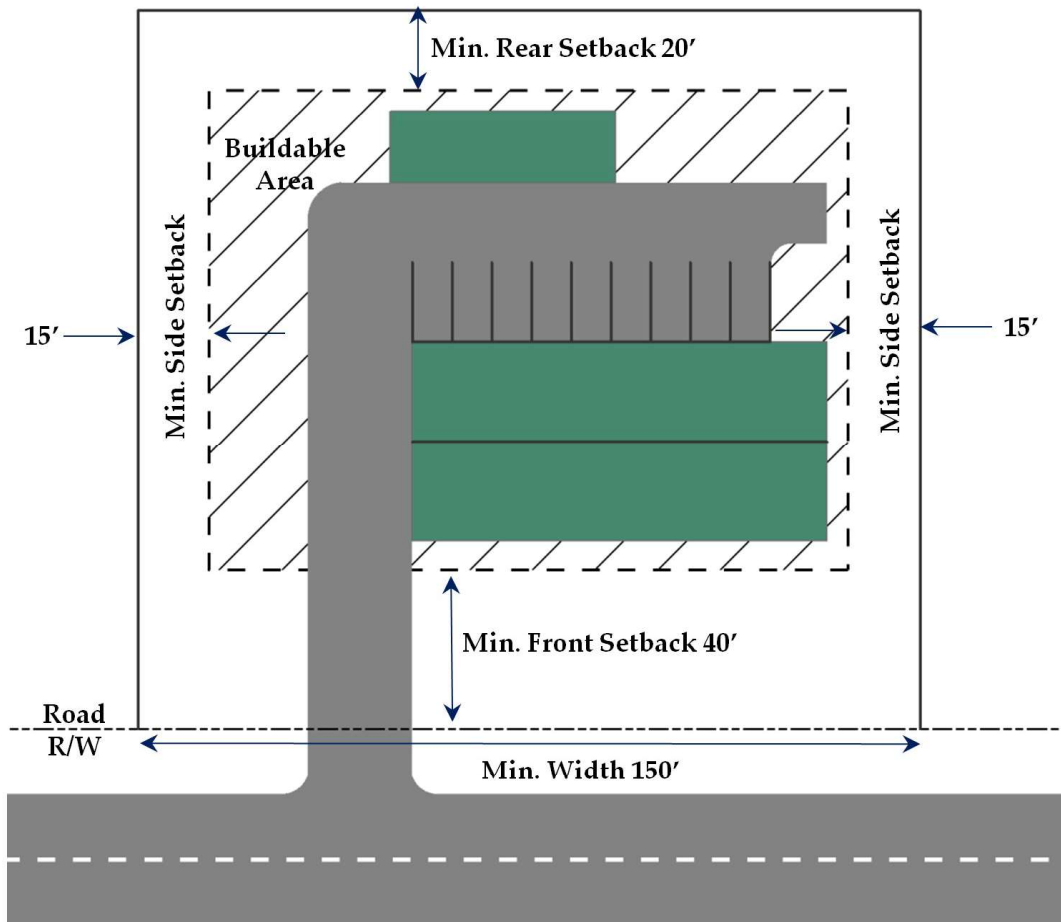 Min. Rear Setback 20’
Buildable
Area
Min. Side Setback
Min. Side Setback
15’
15’
Min. Front Setback 40’
Road
R/W
Min. Width 150’